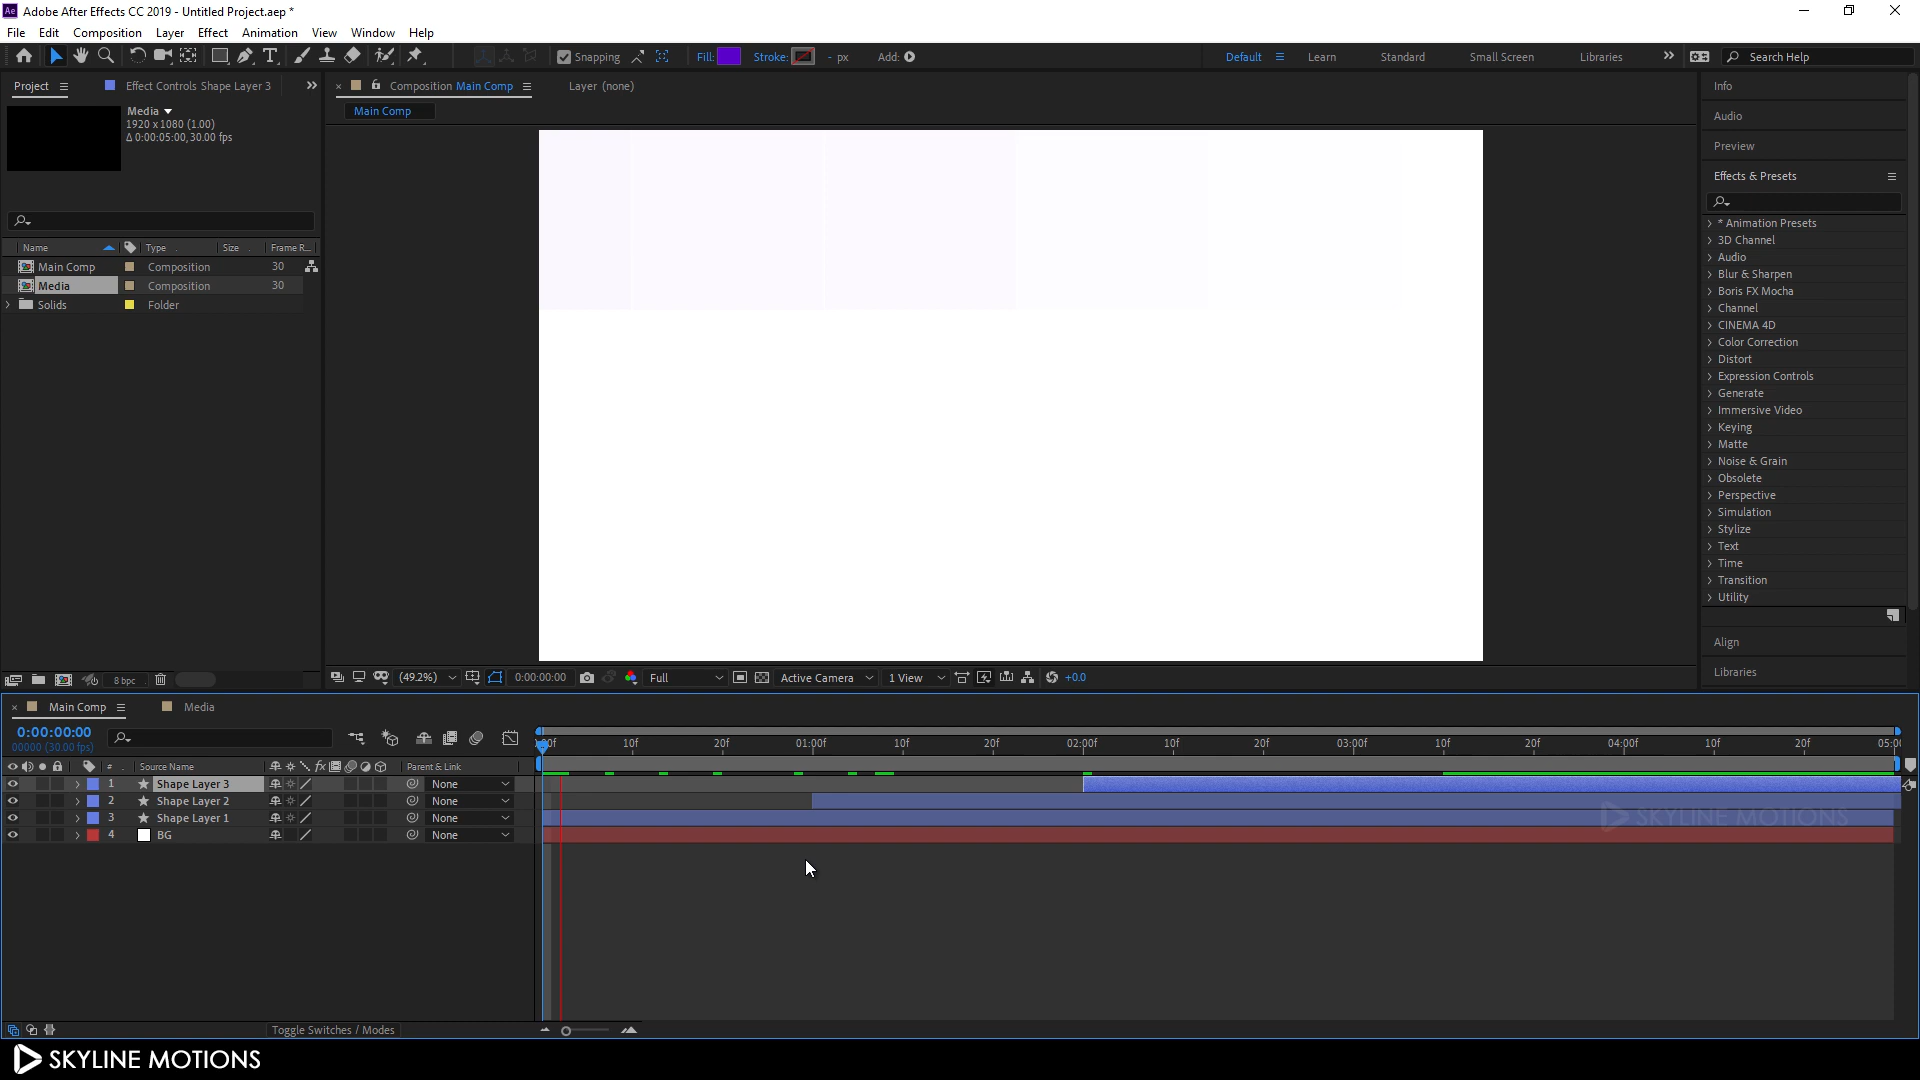 Adobe After Effects CC 2019 - Untitled Project.aep *
File Edit Composition Layer Effect Animation View Window Help
Snapping Fill: Stroke: - px Add: Default Learn Standard Small Screen Libraries Search Help
Project Effect Controls Shape Layer 3
Composition Main Comp Layer (none)
Main Comp
Media
1920 x 1080 (1.00)
Δ 0:00:05:00, 30.00 fps
Name Type Size Frame R...
Main Comp Composition 30
Media Composition 30
Solids Folder
8 bpc
(49.2%) 0:00:00:00 Full Active Camera 1 View +0.0
Info
Audio
Preview
Effects & Presets
* Animation Presets
3D Channel
Audio
Blur & Sharpen
Boris FX Mocha
Channel
CINEMA 4D
Color Correction
Distort
Expression Controls
Generate
Immersive Video
Keying
Matte
Noise & Grain
Obsolete
Perspective
Simulation
Stylize
Text
Time
Transition
Utility
Align
Libraries
Main Comp Media
0:00:00:00
00000 (30.00 fps)
10f 20f 01:00f 10f 20f 02:00f 10f 20f 03:00f 10f 20f 04:00f 10f 20f 05:00
# Source Name Parent & Link
1 Shape Layer 3 None
2 Shape Layer 2 None
3 Shape Layer 1 None
4 BG None
SKYLINE MOTIONS
Toggle Switches / Modes
SKYLINE MOTIONS